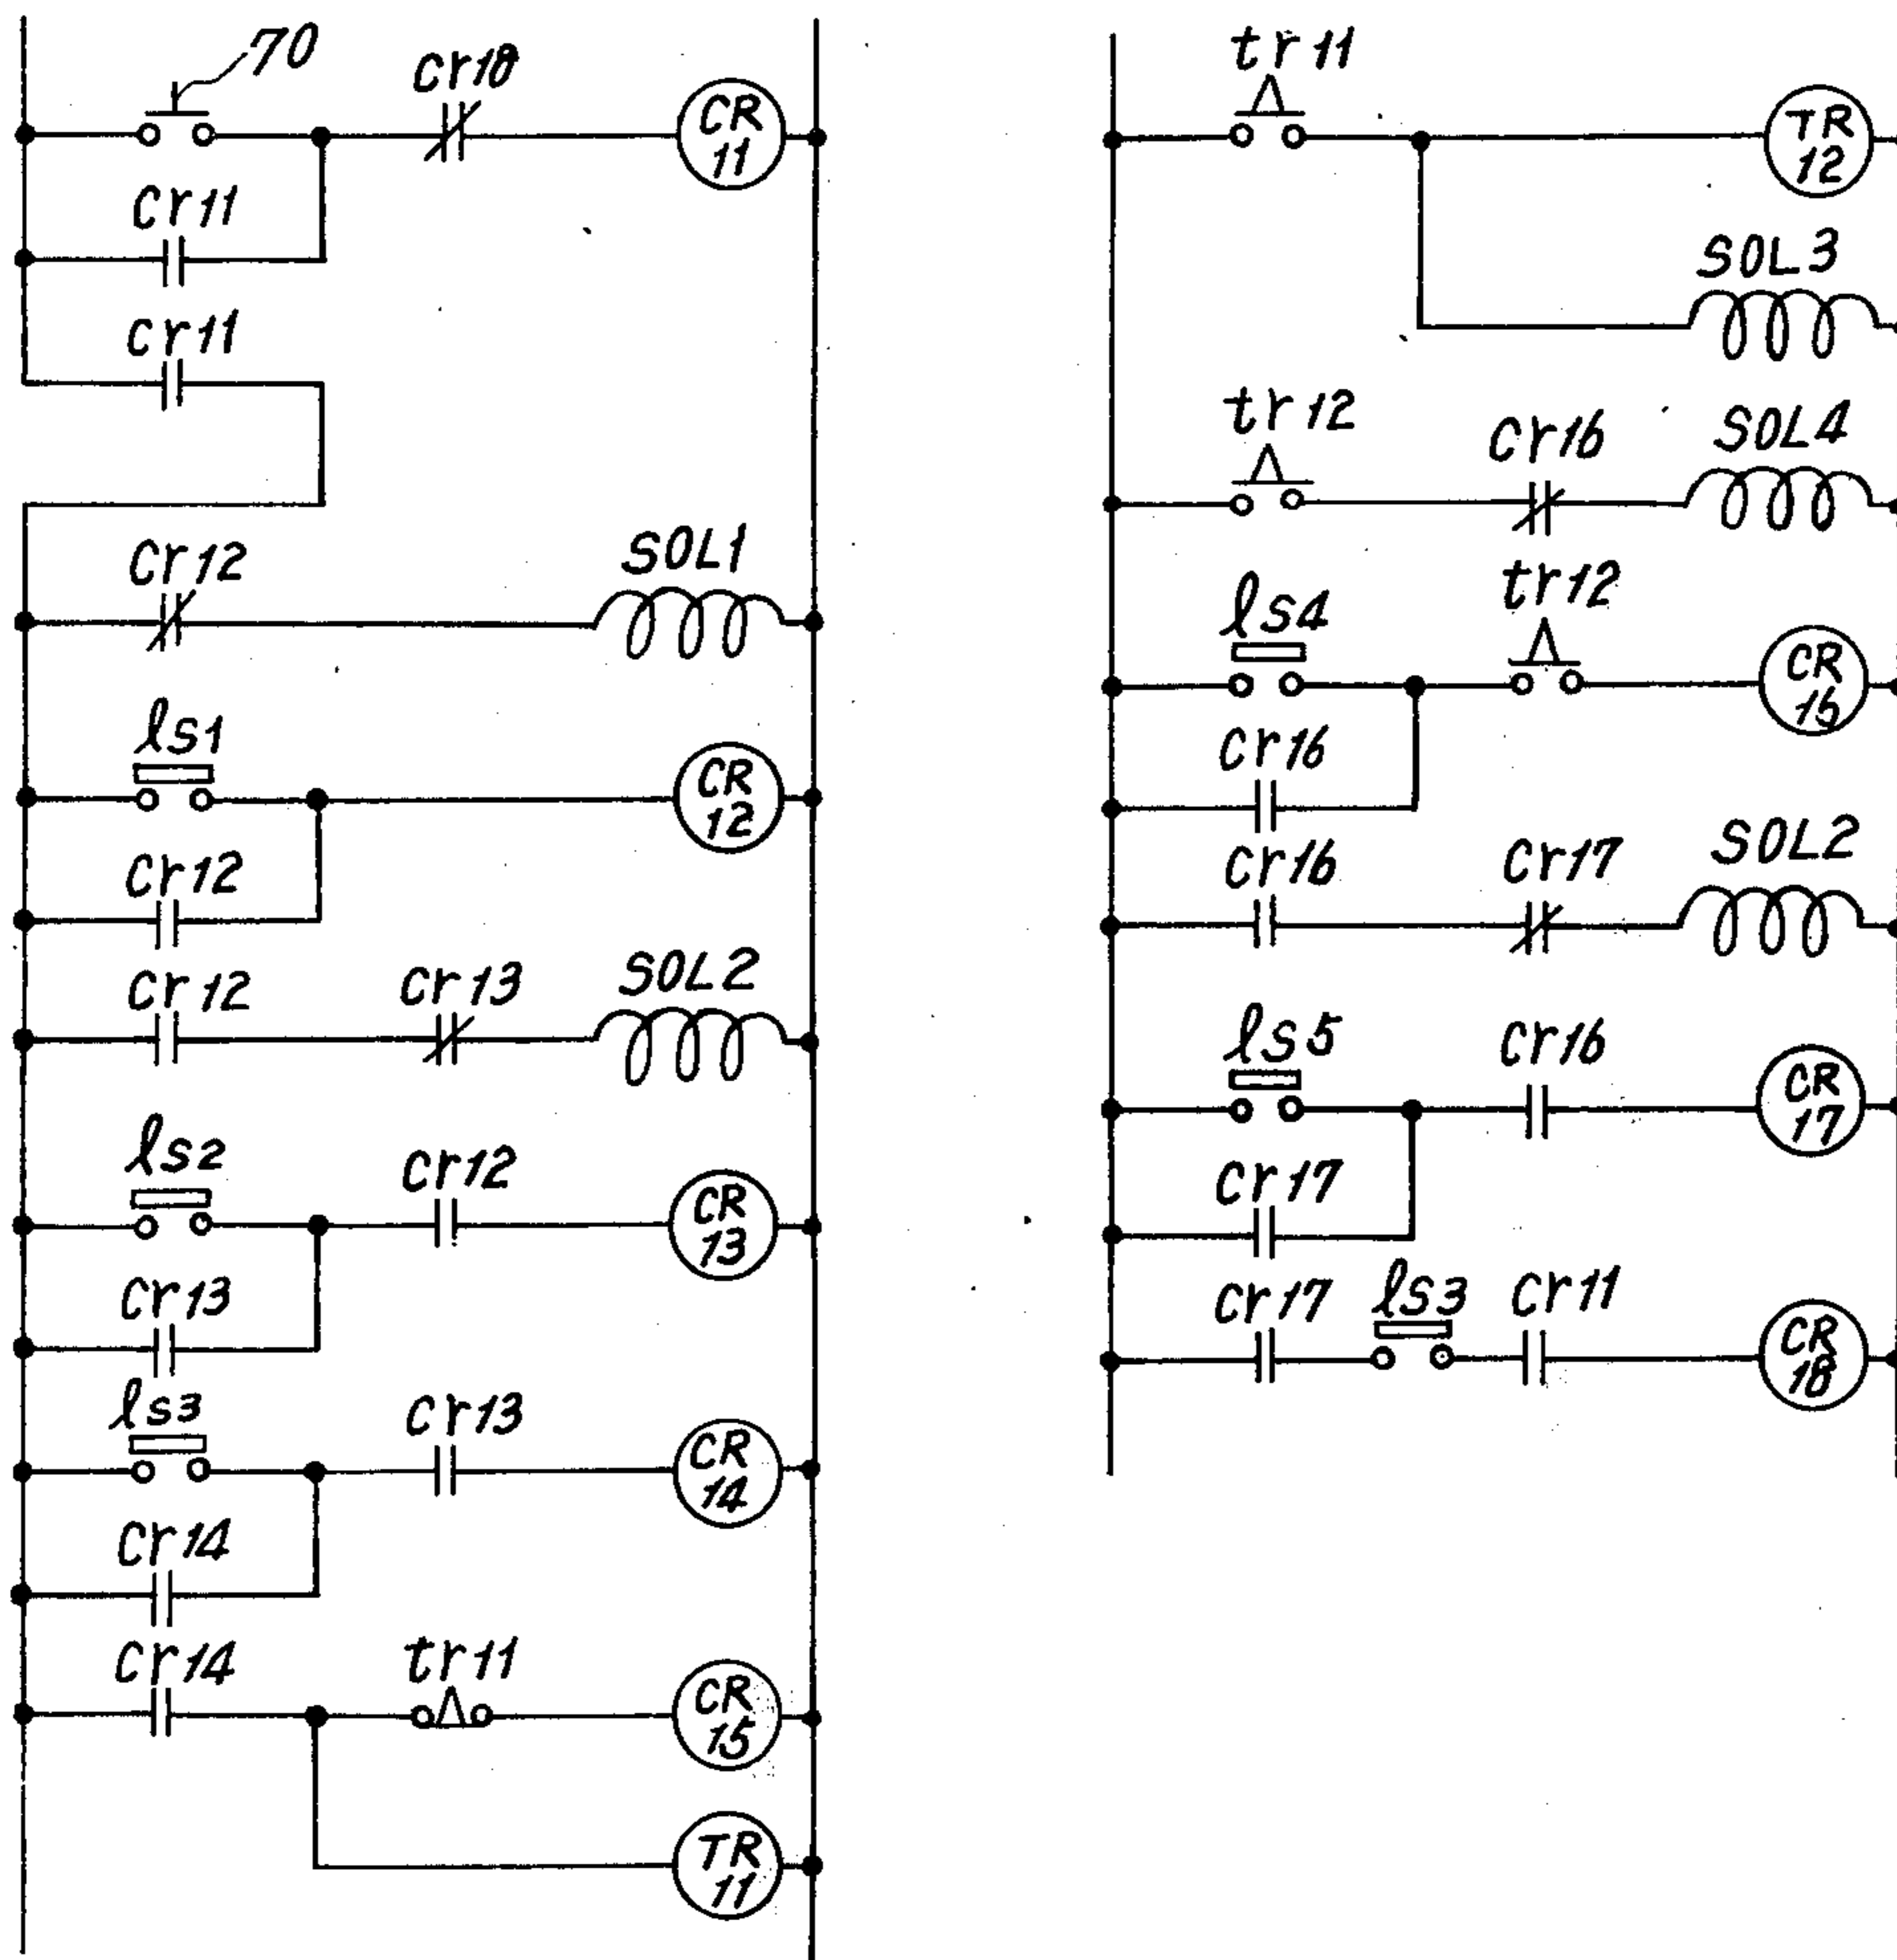 70
cr18
CR
11
cr11
cr11
cr12
SOL1
ls1
CR
12
cr12
cr12
cr13
SOL2
ls2
cr12
CR
13
cr13
ls3
cr13
CR
14
cr14
cr14
tr11
CR
15
TR
11
tr11
TR
12
SOL3
tr12
cr16
SOL4
ls4
tr12
CR
16
cr16
cr16
cr17
SOL2
ls5
cr16
CR
17
cr17
cr17
ls3
cr11
CR
18